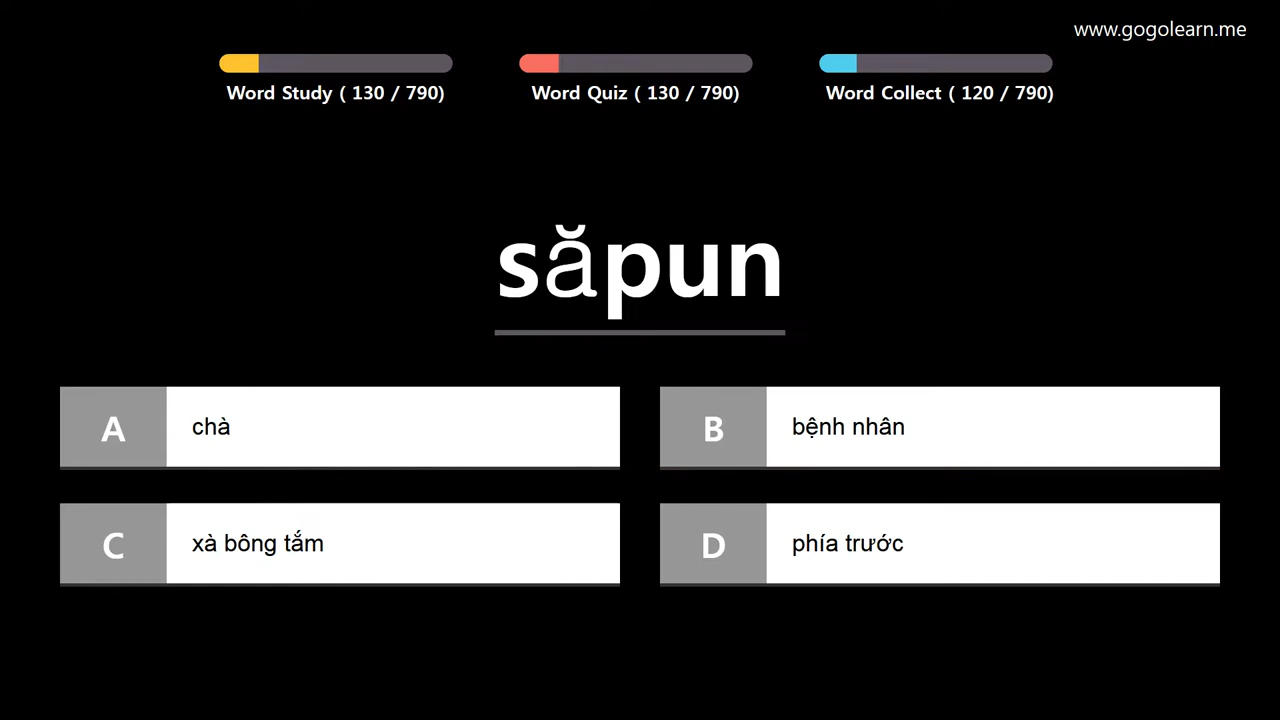 www.gogolearn.me
Word Study ( 130 / 790)
Word Quiz ( 130 / 790)
Word Collect ( 120 / 790)
săpun
A chà
B bệnh nhân
C xà bông tắm
D phía trước